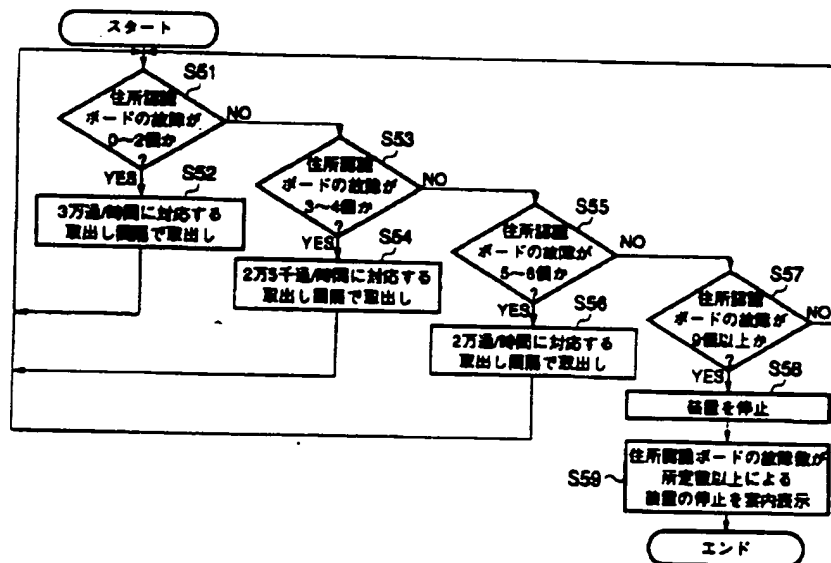 スタート
S51
住所認識
ボードの故障が
0〜2個か
?
NO
YES
S52
3万通/時間に対応する
取出し間隔で取出し
S53
住所認識
ボードの故障が
3〜4個か
?
NO
YES
S54
2万5千通/時間に対応する
取出し間隔で取出し
S55
住所認識
ボードの故障が
5〜6個か
?
NO
YES
S56
2万通/時間に対応する
取出し間隔で取出し
S57
住所認識
ボードの故障が
9個以上か
?
NO
YES
S58
装置を停止
S59
住所認識ボードの故障数が
所定数以上による
装置の停止を案内表示
エンド